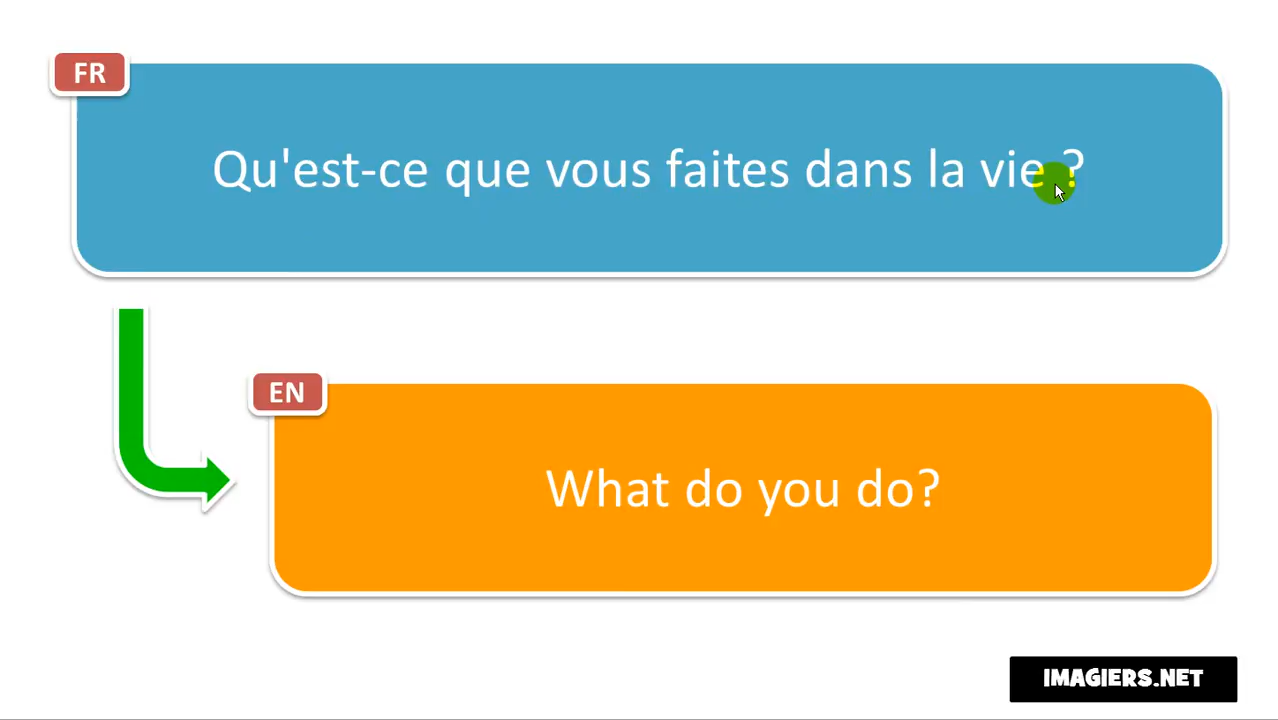 FR
Qu'est-ce que vous faites dans la vie ?
EN
What do you do?
IMAGIERS.NET